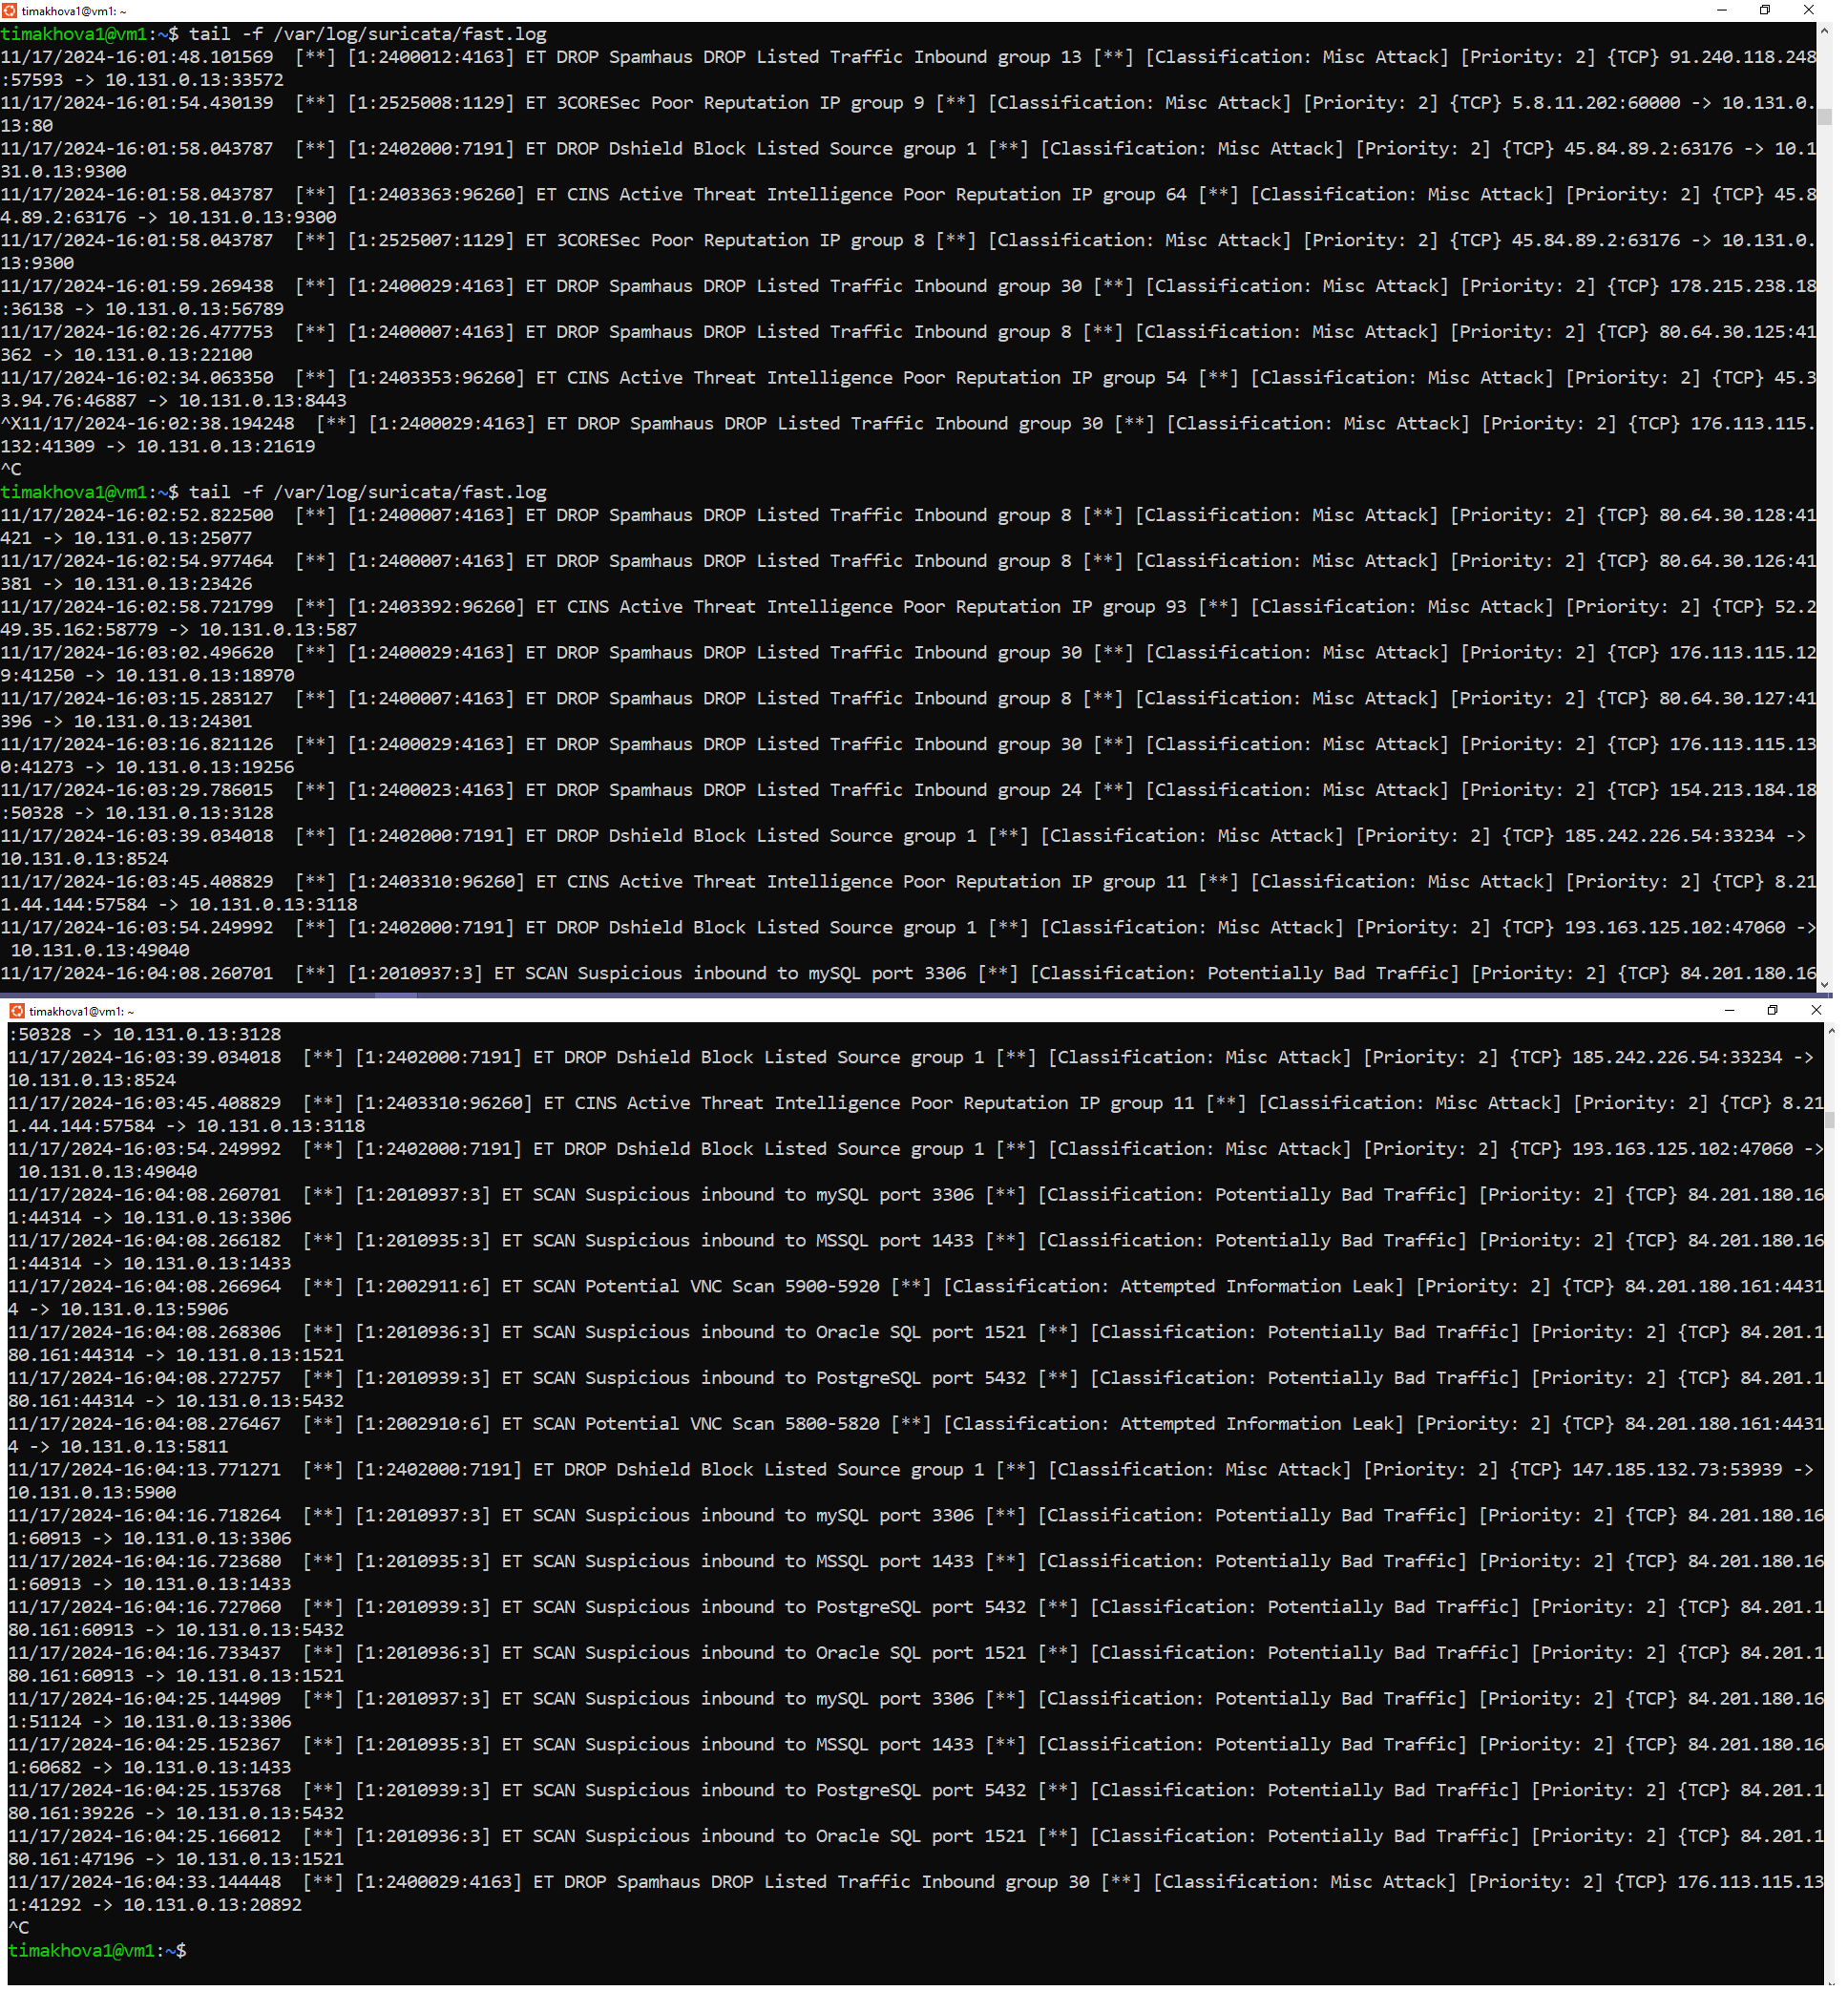 timakhova1@vm1: ~
timakhova1@vm1:~$ tail -f /var/log/suricata/fast.log
11/17/2024-16:01:48.101569  [**] [1:2400012:4163] ET DROP Spamhaus DROP Listed Traffic Inbound group 13 [**] [Classification: Misc Attack] [Priority: 2] {TCP} 91.240.118.248
:57593 -> 10.131.0.13:33572
11/17/2024-16:01:54.430139  [**] [1:2525008:1129] ET 3CORESec Poor Reputation IP group 9 [**] [Classification: Misc Attack] [Priority: 2] {TCP} 5.8.11.202:60000 -> 10.131.0.
13:80
11/17/2024-16:01:58.043787  [**] [1:2402000:7191] ET DROP Dshield Block Listed Source group 1 [**] [Classification: Misc Attack] [Priority: 2] {TCP} 45.84.89.2:63176 -> 10.1
31.0.13:9300
11/17/2024-16:01:58.043787  [**] [1:2403363:96260] ET CINS Active Threat Intelligence Poor Reputation IP group 64 [**] [Classification: Misc Attack] [Priority: 2] {TCP} 45.8
4.89.2:63176 -> 10.131.0.13:9300
11/17/2024-16:01:58.043787  [**] [1:2525007:1129] ET 3CORESec Poor Reputation IP group 8 [**] [Classification: Misc Attack] [Priority: 2] {TCP} 45.84.89.2:63176 -> 10.131.0.
13:9300
11/17/2024-16:01:59.269438  [**] [1:2400029:4163] ET DROP Spamhaus DROP Listed Traffic Inbound group 30 [**] [Classification: Misc Attack] [Priority: 2] {TCP} 178.215.238.18
:36138 -> 10.131.0.13:56789
11/17/2024-16:02:26.477753  [**] [1:2400007:4163] ET DROP Spamhaus DROP Listed Traffic Inbound group 8 [**] [Classification: Misc Attack] [Priority: 2] {TCP} 80.64.30.125:41
362 -> 10.131.0.13:22100
11/17/2024-16:02:34.063350  [**] [1:2403353:96260] ET CINS Active Threat Intelligence Poor Reputation IP group 54 [**] [Classification: Misc Attack] [Priority: 2] {TCP} 45.3
3.94.76:46887 -> 10.131.0.13:8443
^X11/17/2024-16:02:38.194248  [**] [1:2400029:4163] ET DROP Spamhaus DROP Listed Traffic Inbound group 30 [**] [Classification: Misc Attack] [Priority: 2] {TCP} 176.113.115.
132:41309 -> 10.131.0.13:21619
^C
timakhova1@vm1:~$ tail -f /var/log/suricata/fast.log
11/17/2024-16:02:52.822500  [**] [1:2400007:4163] ET DROP Spamhaus DROP Listed Traffic Inbound group 8 [**] [Classification: Misc Attack] [Priority: 2] {TCP} 80.64.30.128:41
421 -> 10.131.0.13:25077
11/17/2024-16:02:54.977464  [**] [1:2400007:4163] ET DROP Spamhaus DROP Listed Traffic Inbound group 8 [**] [Classification: Misc Attack] [Priority: 2] {TCP} 80.64.30.126:41
381 -> 10.131.0.13:23426
11/17/2024-16:02:58.721799  [**] [1:2403392:96260] ET CINS Active Threat Intelligence Poor Reputation IP group 93 [**] [Classification: Misc Attack] [Priority: 2] {TCP} 52.2
49.35.162:58779 -> 10.131.0.13:587
11/17/2024-16:03:02.496620  [**] [1:2400029:4163] ET DROP Spamhaus DROP Listed Traffic Inbound group 30 [**] [Classification: Misc Attack] [Priority: 2] {TCP} 176.113.115.12
9:41250 -> 10.131.0.13:18970
11/17/2024-16:03:15.283127  [**] [1:2400007:4163] ET DROP Spamhaus DROP Listed Traffic Inbound group 8 [**] [Classification: Misc Attack] [Priority: 2] {TCP} 80.64.30.127:41
396 -> 10.131.0.13:24301
11/17/2024-16:03:16.821126  [**] [1:2400029:4163] ET DROP Spamhaus DROP Listed Traffic Inbound group 30 [**] [Classification: Misc Attack] [Priority: 2] {TCP} 176.113.115.13
0:41273 -> 10.131.0.13:19256
11/17/2024-16:03:29.786015  [**] [1:2400023:4163] ET DROP Spamhaus DROP Listed Traffic Inbound group 24 [**] [Classification: Misc Attack] [Priority: 2] {TCP} 154.213.184.18
:50328 -> 10.131.0.13:3128
11/17/2024-16:03:39.034018  [**] [1:2402000:7191] ET DROP Dshield Block Listed Source group 1 [**] [Classification: Misc Attack] [Priority: 2] {TCP} 185.242.226.54:33234 ->
10.131.0.13:8524
11/17/2024-16:03:45.408829  [**] [1:2403310:96260] ET CINS Active Threat Intelligence Poor Reputation IP group 11 [**] [Classification: Misc Attack] [Priority: 2] {TCP} 8.21
1.44.144:57584 -> 10.131.0.13:3118
11/17/2024-16:03:54.249992  [**] [1:2402000:7191] ET DROP Dshield Block Listed Source group 1 [**] [Classification: Misc Attack] [Priority: 2] {TCP} 193.163.125.102:47060 ->
 10.131.0.13:49040
11/17/2024-16:04:08.260701  [**] [1:2010937:3] ET SCAN Suspicious inbound to mySQL port 3306 [**] [Classification: Potentially Bad Traffic] [Priority: 2] {TCP} 84.201.180.16
timakhova1@vm1: ~
:50328 -> 10.131.0.13:3128
11/17/2024-16:03:39.034018  [**] [1:2402000:7191] ET DROP Dshield Block Listed Source group 1 [**] [Classification: Misc Attack] [Priority: 2] {TCP} 185.242.226.54:33234 ->
10.131.0.13:8524
11/17/2024-16:03:45.408829  [**] [1:2403310:96260] ET CINS Active Threat Intelligence Poor Reputation IP group 11 [**] [Classification: Misc Attack] [Priority: 2] {TCP} 8.21
1.44.144:57584 -> 10.131.0.13:3118
11/17/2024-16:03:54.249992  [**] [1:2402000:7191] ET DROP Dshield Block Listed Source group 1 [**] [Classification: Misc Attack] [Priority: 2] {TCP} 193.163.125.102:47060 ->
 10.131.0.13:49040
11/17/2024-16:04:08.260701  [**] [1:2010937:3] ET SCAN Suspicious inbound to mySQL port 3306 [**] [Classification: Potentially Bad Traffic] [Priority: 2] {TCP} 84.201.180.16
1:44314 -> 10.131.0.13:3306
11/17/2024-16:04:08.266182  [**] [1:2010935:3] ET SCAN Suspicious inbound to MSSQL port 1433 [**] [Classification: Potentially Bad Traffic] [Priority: 2] {TCP} 84.201.180.16
1:44314 -> 10.131.0.13:1433
11/17/2024-16:04:08.266964  [**] [1:2002911:6] ET SCAN Potential VNC Scan 5900-5920 [**] [Classification: Attempted Information Leak] [Priority: 2] {TCP} 84.201.180.161:4431
4 -> 10.131.0.13:5906
11/17/2024-16:04:08.268306  [**] [1:2010936:3] ET SCAN Suspicious inbound to Oracle SQL port 1521 [**] [Classification: Potentially Bad Traffic] [Priority: 2] {TCP} 84.201.1
80.161:44314 -> 10.131.0.13:1521
11/17/2024-16:04:08.272757  [**] [1:2010939:3] ET SCAN Suspicious inbound to PostgreSQL port 5432 [**] [Classification: Potentially Bad Traffic] [Priority: 2] {TCP} 84.201.1
80.161:44314 -> 10.131.0.13:5432
11/17/2024-16:04:08.276467  [**] [1:2002910:6] ET SCAN Potential VNC Scan 5800-5820 [**] [Classification: Attempted Information Leak] [Priority: 2] {TCP} 84.201.180.161:4431
4 -> 10.131.0.13:5811
11/17/2024-16:04:13.771271  [**] [1:2402000:7191] ET DROP Dshield Block Listed Source group 1 [**] [Classification: Misc Attack] [Priority: 2] {TCP} 147.185.132.73:53939 ->
10.131.0.13:5900
11/17/2024-16:04:16.718264  [**] [1:2010937:3] ET SCAN Suspicious inbound to mySQL port 3306 [**] [Classification: Potentially Bad Traffic] [Priority: 2] {TCP} 84.201.180.16
1:60913 -> 10.131.0.13:3306
11/17/2024-16:04:16.723680  [**] [1:2010935:3] ET SCAN Suspicious inbound to MSSQL port 1433 [**] [Classification: Potentially Bad Traffic] [Priority: 2] {TCP} 84.201.180.16
1:60913 -> 10.131.0.13:1433
11/17/2024-16:04:16.727060  [**] [1:2010939:3] ET SCAN Suspicious inbound to PostgreSQL port 5432 [**] [Classification: Potentially Bad Traffic] [Priority: 2] {TCP} 84.201.1
80.161:60913 -> 10.131.0.13:5432
11/17/2024-16:04:16.733437  [**] [1:2010936:3] ET SCAN Suspicious inbound to Oracle SQL port 1521 [**] [Classification: Potentially Bad Traffic] [Priority: 2] {TCP} 84.201.1
80.161:60913 -> 10.131.0.13:1521
11/17/2024-16:04:25.144909  [**] [1:2010937:3] ET SCAN Suspicious inbound to mySQL port 3306 [**] [Classification: Potentially Bad Traffic] [Priority: 2] {TCP} 84.201.180.16
1:51124 -> 10.131.0.13:3306
11/17/2024-16:04:25.152367  [**] [1:2010935:3] ET SCAN Suspicious inbound to MSSQL port 1433 [**] [Classification: Potentially Bad Traffic] [Priority: 2] {TCP} 84.201.180.16
1:60682 -> 10.131.0.13:1433
11/17/2024-16:04:25.153768  [**] [1:2010939:3] ET SCAN Suspicious inbound to PostgreSQL port 5432 [**] [Classification: Potentially Bad Traffic] [Priority: 2] {TCP} 84.201.1
80.161:39226 -> 10.131.0.13:5432
11/17/2024-16:04:25.166012  [**] [1:2010936:3] ET SCAN Suspicious inbound to Oracle SQL port 1521 [**] [Classification: Potentially Bad Traffic] [Priority: 2] {TCP} 84.201.1
80.161:47196 -> 10.131.0.13:1521
11/17/2024-16:04:33.144448  [**] [1:2400029:4163] ET DROP Spamhaus DROP Listed Traffic Inbound group 30 [**] [Classification: Misc Attack] [Priority: 2] {TCP} 176.113.115.13
1:41292 -> 10.131.0.13:20892
^C
timakhova1@vm1:~$